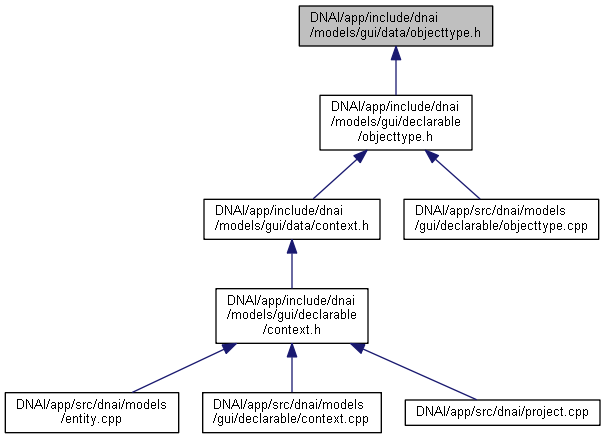 DNAI/app/include/dnai
/models/gui/data/objecttype.h
DNAI/app/include/dnai
/models/gui/declarable
/objecttype.h
DNAI/app/include/dnai
/models/gui/data/context.h
DNAI/app/src/dnai/models
/gui/declarable/objecttype.cpp
DNAI/app/include/dnai
/models/gui/declarable
/context.h
DNAI/app/src/dnai/models
/entity.cpp
DNAI/app/src/dnai/models
/gui/declarable/context.cpp
DNAI/app/src/dnai/project.cpp